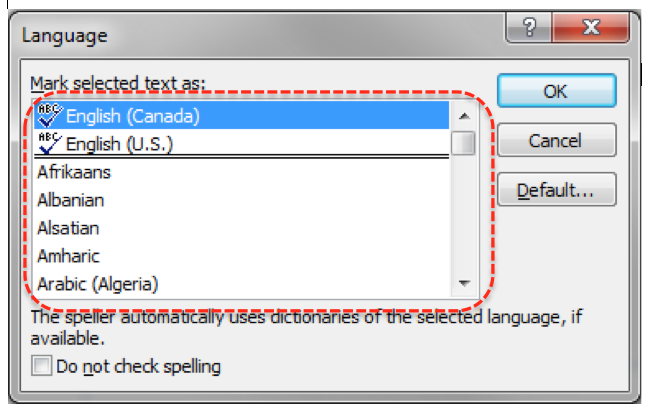 Language
Mark selected text as:
English (Canada)
English (U.S.)
Afrikaans
Albanian
Alsatian
Amharic
Arabic (Algeria)
OK
Cancel
Default...
The speller automatically uses dictionaries of the selected language, if
available.
Do not check spelling